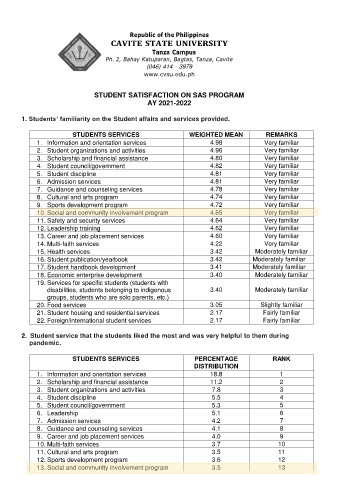 Republic of the Philippines
CAVITE STATE UNIVERSITY
Tanza Campus
Ph. 2, Bahay Katuparan, Bagtas, Tanza, Cavite
(046) 414 - 3979
www.cvsu.edu.ph
STUDENT SATISFACTION ON SAS PROGRAM
AY 2021-2022
1. Students' familiarity on the Student affairs and services provided.
STUDENTS SERVICES WEIGHTED MEAN REMARKS
1. Information and orientation services 4.98 Very familiar
2. Student organizations and activities 4.96 Very familiar
3. Scholarship and financial assistance 4.80 Very familiar
4. Student council/government 4.82 Very familiar
5. Student discipline 4.81 Very familiar
6. Admission services 4.81 Very familiar
7. Guidance and counseling services 4.78 Very familiar
8. Cultural and arts program 4.74 Very familiar
9. Sports development program 4.72 Very familiar
10. Social and community involvement program 4.65 Very familiar
11. Safety and security services 4.64 Very familiar
12. Leadership training 4.62 Very familiar
13. Career and job placement services 4.60 Very familiar
14. Multi-faith services 4.22 Very familiar
15. Health services 3.42 Moderately familiar
16. Student publication/yearbook 3.42 Moderately familiar
17. Student handbook development 3.41 Moderately familiar
18. Economic enterprise development 3.40 Moderately familiar
19. Services for specific students (students with
disabilities, students belonging to indigenous 3.40 Moderately familiar
groups, students who are solo parents, etc.)
20. Food services 3.05 Slightly familiar
21. Student housing and residential services 2.17 Fairly familiar
22. Foreign/International student services 2.17 Fairly familiar
2. Student service that the students liked the most and was very helpful to them during
pandemic.
STUDENTS SERVICES PERCENTAGE DISTRIBUTION RANK
1. Information and orientation services 18.8 1
2. Scholarship and financial assistance 11.2 2
3. Student organizations and activities 7.8 3
4. Student discipline 5.5 4
5. Student council/government 5.3 5
6. Leadership 5.1 6
7. Admission services 4.2 7
8. Guidance and counseling services 4.1 8
9. Career and job placement services 4.0 9
10. Multi-faith services 3.7 10
11. Cultural and arts program 3.5 11
12. Sports development program 3.6 12
13. Social and community involvement program 3.5 13